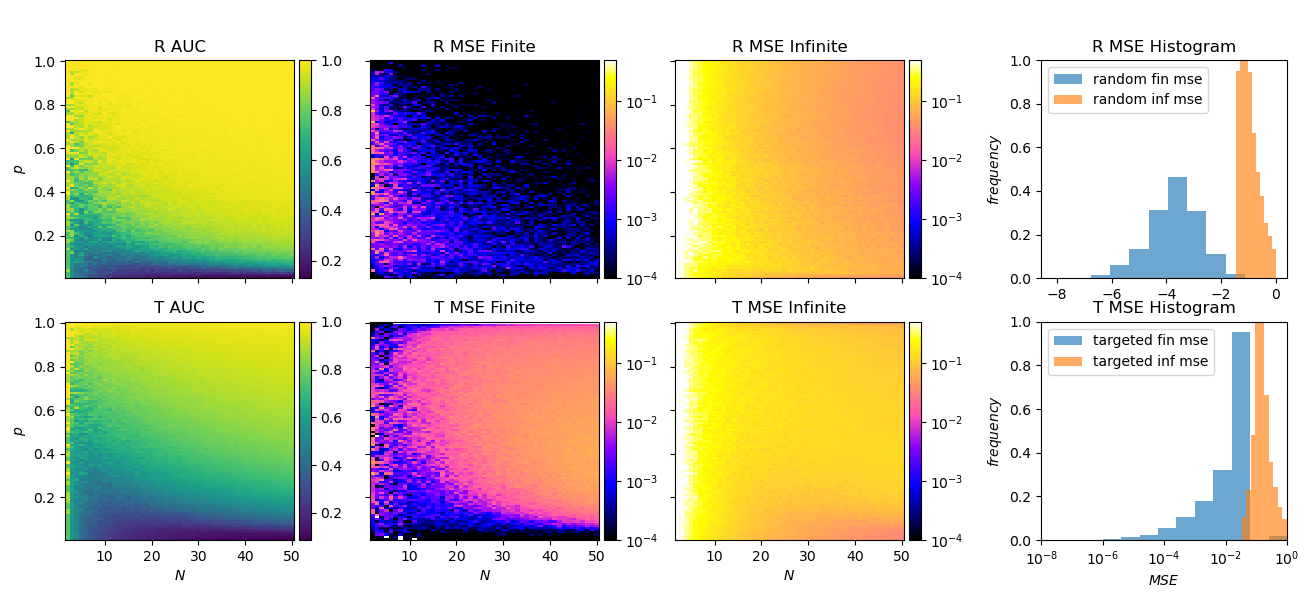 R AUC
R MSE Finite
R MSE Infinite
R MSE Histogram
p
1.0
0.8
0.6
0.4
0.2
1.0
0.8
0.6
0.4
0.2
10⁻¹
10⁻²
10⁻³
10⁻⁴
10⁻¹
10⁻²
10⁻³
10⁻⁴
frequency
1.0
0.8
0.6
0.4
0.2
0.0
random fin mse
random inf mse
−8 −6 −4 −2 0
T AUC
T MSE Finite
T MSE Infinite
T MSE Histogram
p
1.0
0.8
0.6
0.4
0.2
10 20 30 40 50
N
1.0
0.8
0.6
0.4
0.2
10 20 30 40 50
N
10⁻¹
10⁻²
10⁻³
10⁻⁴
10 20 30 40 50
N
10⁻¹
10⁻²
10⁻³
10⁻⁴
frequency
1.0
0.8
0.6
0.4
0.2
0.0
targeted fin mse
targeted inf mse
10⁻⁸ 10⁻⁶ 10⁻⁴ 10⁻² 10⁰
MSE